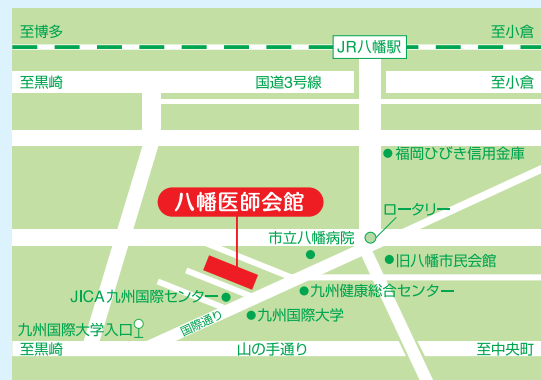 至博多
至小倉
JR八幡駅
至黒崎
国道3号線
至小倉
福岡ひびき信用金庫
八幡医師会館
ロータリー
市立八幡病院
旧八幡市民会館
JICA九州国際センター
九州健康総合センター
九州国際大学
国際通り
九州国際大学入口
至黒崎
山の手通り
至中央町